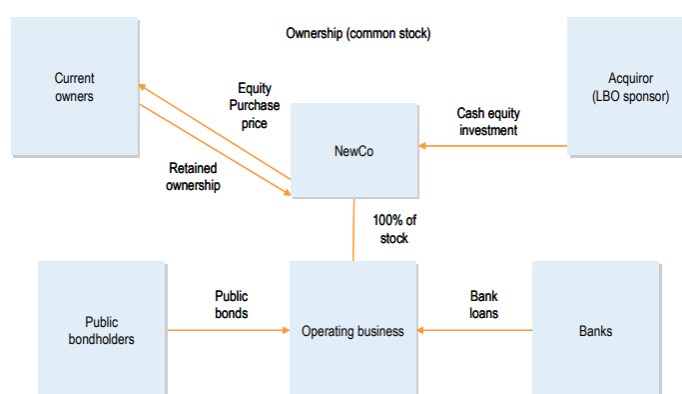 Ownership (common stock)
Current
owners
Equity
Purchase
price
Acquiror
(LBO sponsor)
Cash equity
investment
NewCo
Retained
ownership
100% of
stock
Public
bondholders
Public
bonds
Operating business
Bank
loans
Banks